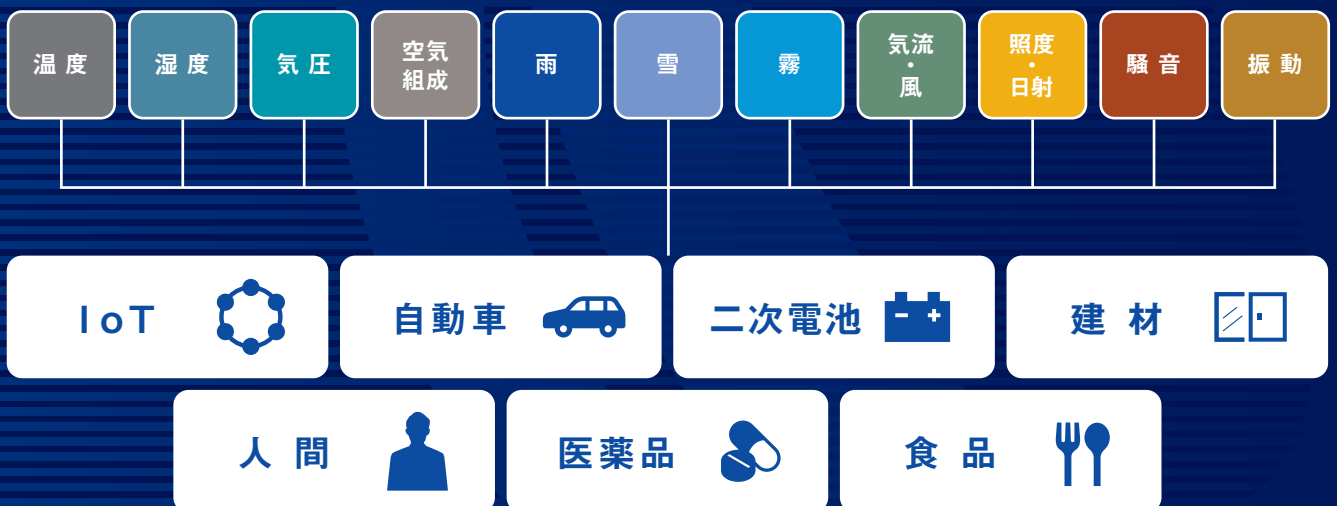 温度
湿度
気圧
空気
組成
雨
雪
霧
気流
・
風
照度
・
日射
騒音
振動
IoT
自動車
二次電池
建材
人間
医薬品
食品